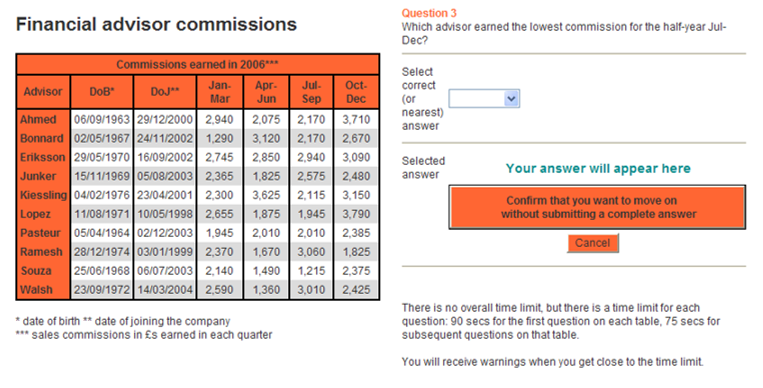 Financial advisor commissions
Commissions earned in 2006***
Advisor DoB* DoJ** Jan-Mar Apr-Jun Jul-Sep Oct-Dec
Ahmed 06/09/1963 29/12/2000 2,940 2,075 2,170 3,710
Bonnard 02/05/1967 24/11/2002 1,290 3,120 2,170 2,670
Eriksson 29/05/1970 16/09/2002 2,745 2,850 2,940 3,090
Junker 15/11/1969 05/08/2003 2,365 1,825 2,575 2,480
Kiessling 04/02/1976 23/04/2001 2,300 3,625 2,115 3,150
Lopez 11/08/1971 10/05/1998 2,655 1,875 1,945 3,790
Pasteur 05/04/1964 02/12/2003 1,945 2,010 2,010 2,385
Ramesh 28/12/1974 03/01/1999 2,370 1,670 3,060 1,825
Souza 25/06/1968 06/07/2003 2,140 1,490 1,215 2,375
Walsh 23/09/1972 14/03/2004 2,590 1,360 3,010 2,425
* date of birth ** date of joining the company
*** sales commissions in £s earned in each quarter
Question 3
Which advisor earned the lowest commission for the half-year Jul-
Dec?
Select
correct
(or
nearest)
answer
Selected
answer
Your answer will appear here
Confirm that you want to move on
without submitting a complete answer
Cancel
There is no overall time limit, but there is a time limit for each
question: 90 secs for the first question on each table, 75 secs for
subsequent questions on that table.
You will receive warnings when you get close to the time limit.